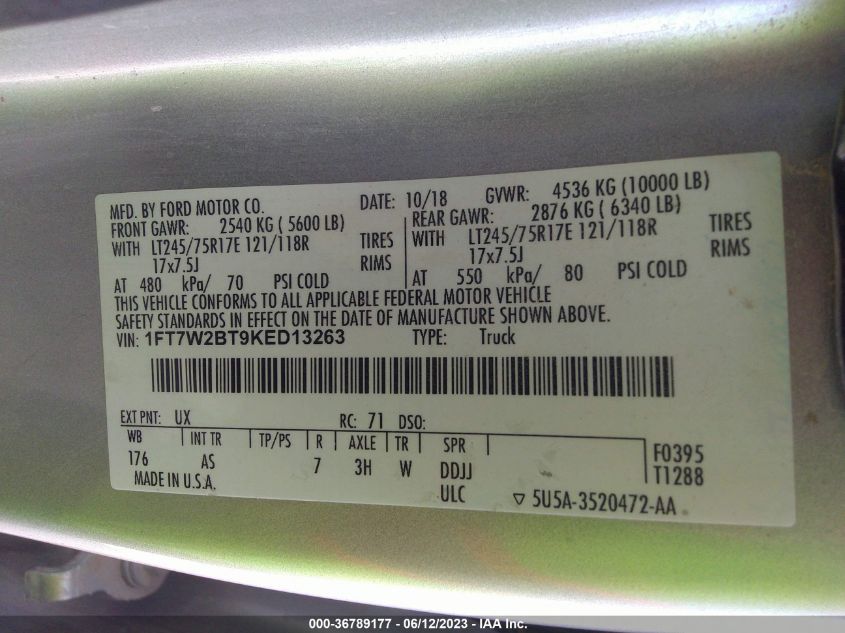 MFD. BY FORD MOTOR CO. DATE: 10/18 GVWR: 4536 KG (10000 LB)
FRONT GAWR: 2540 KG ( 5600 LB) REAR GAWR: 2876 KG ( 6340 LB)
WITH LT245/75R17E 121/118R TIRES WITH LT245/75R17E 121/118R TIRES
17x7.5J RIMS 17x7.5J RIMS
AT 480 kPa/ 70 PSI COLD AT 550 kPa/ 80 PSI COLD
THIS VEHICLE CONFORMS TO ALL APPLICABLE FEDERAL MOTOR VEHICLE
SAFETY STANDARDS IN EFFECT ON THE DATE OF MANUFACTURE SHOWN ABOVE.
VIN: 1FT7W2BT9KED13263 TYPE: Truck
EXT PNT: UX RC: 71 DSO:
WB INT TR TP/PS R AXLE TR SPR F0395
176 AS 7 3H W DDJJ T1288
MADE IN U.S.A. ULC ▽ 5U5A-3520472-AA
000-36789177 - 06/12/2023 - IAA Inc.